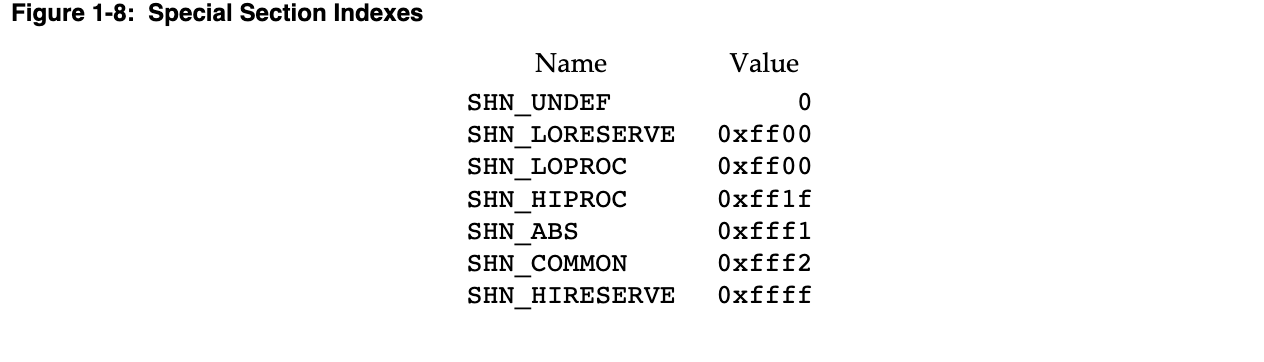 Figure 1-8: Special Section Indexes
Name Value
SHN_UNDEF 0
SHN_LORESERVE 0xff00
SHN_LOPROC 0xff00
SHN_HIPROC 0xff1f
SHN_ABS 0xfff1
SHN_COMMON 0xfff2
SHN_HIRESERVE 0xffff